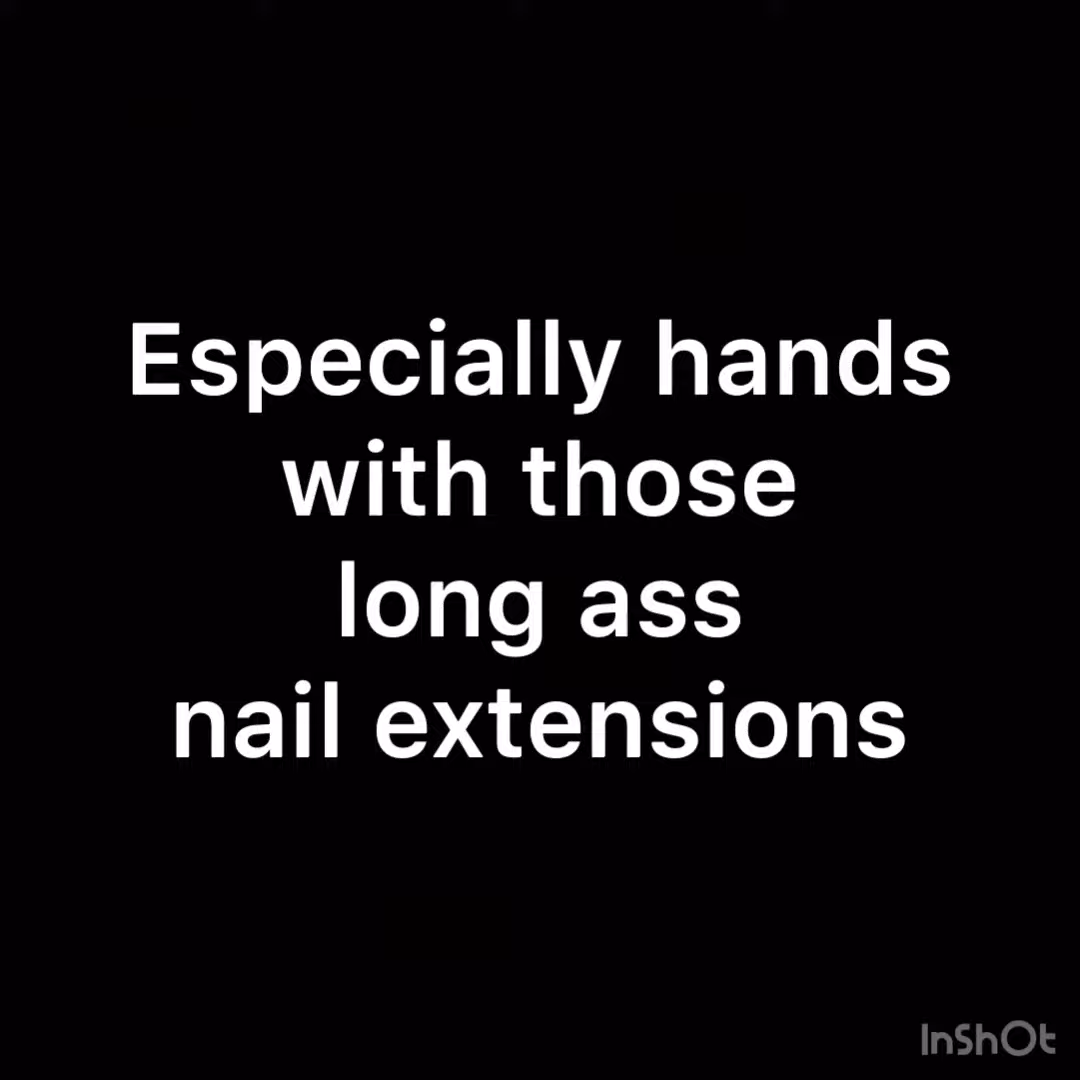 Especially hands
with those
long ass
nail extensions
InShOt